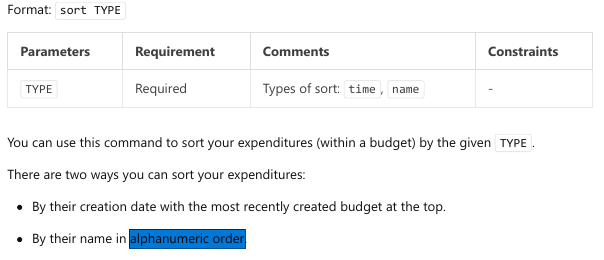 Format: sort TYPE
Parameters Requirement Comments Constraints
TYPE Required Types of sort: time, name -
You can use this command to sort your expenditures (within a budget) by the given TYPE.
There are two ways you can sort your expenditures:
• By their creation date with the most recently created budget at the top.
• By their name in alphanumeric order.